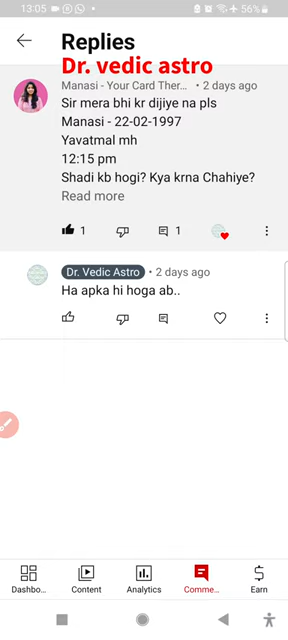 13:05
56%
Replies
Dr. vedic astro
Manasi - Your Card Ther... • 2 days ago
Sir mera bhi kr dijiye na pls
Manasi - 22-02-1997
Yavatmal mh
12:15 pm
Shadi kb hogi? Kya krna Chahiye?
Read more
1
1
Dr. Vedic Astro • 2 days ago
Ha apka hi hoga ab..
Dashbo...
Content
Analytics
Comme...
Earn